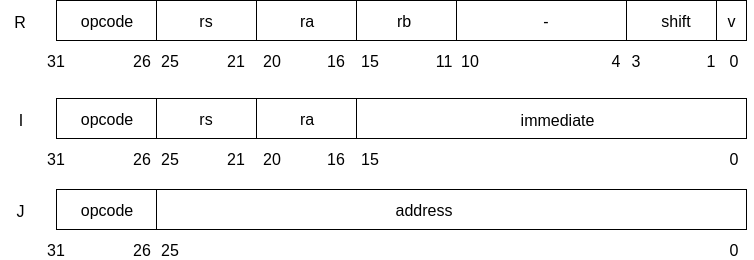 R opcode rs ra rb - shift v
31 26 25 21 20 16 15 11 10 4 3 1 0
I opcode rs ra immediate
31 26 25 21 20 16 15 0
J opcode address
31 26 25 0